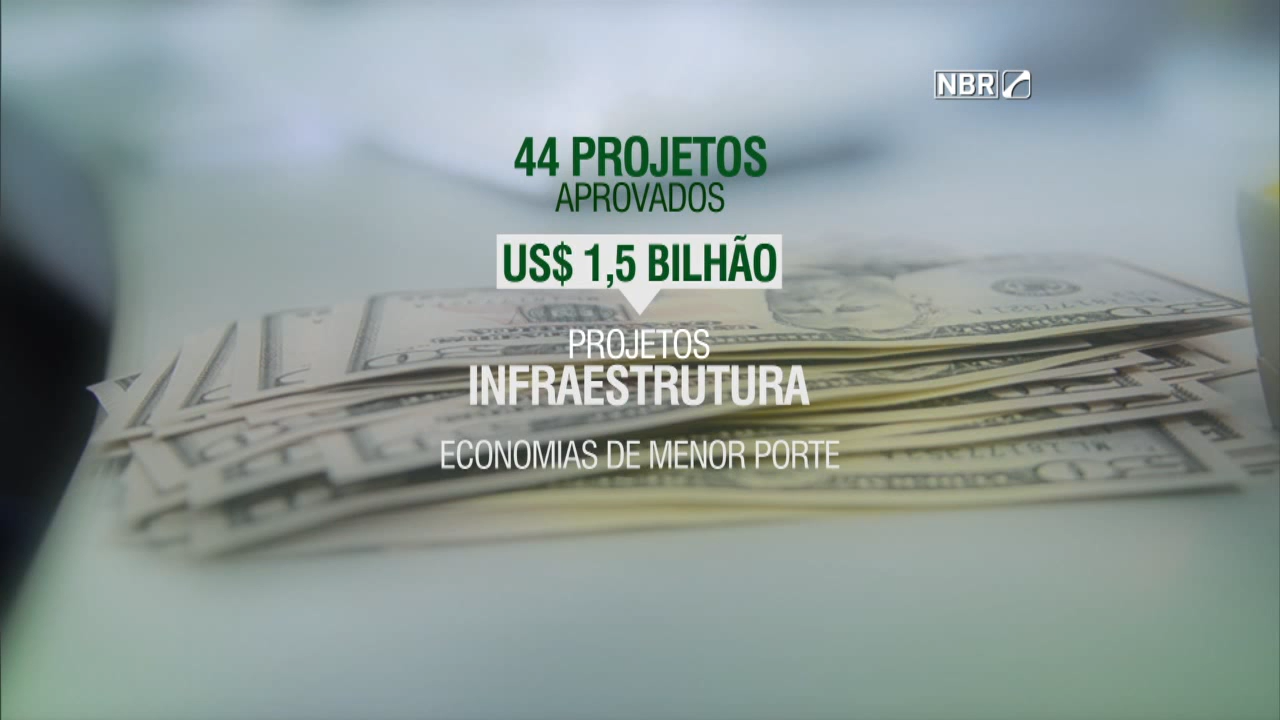 NBR
44 PROJETOS
APROVADOS
US$ 1,5 BILHÃO
PROJETOS
INFRAESTRUTURA
ECONOMIAS DE MENOR PORTE